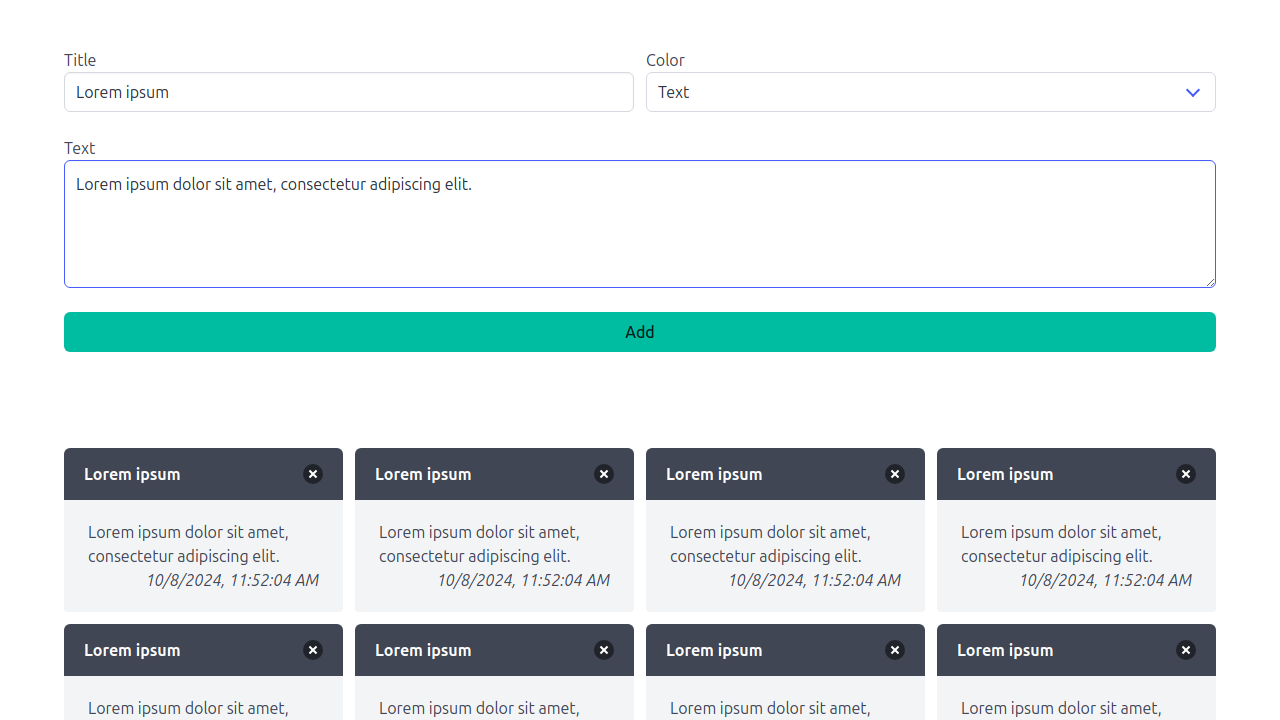 Title
Color
Lorem ipsum
Text
Text
Lorem ipsum dolor sit amet, consectetur adipiscing elit.
Add
Lorem ipsum
Lorem ipsum dolor sit amet,
consectetur adipiscing elit.
10/8/2024, 11:52:04 AM
Lorem ipsum
Lorem ipsum dolor sit amet,
consectetur adipiscing elit.
10/8/2024, 11:52:04 AM
Lorem ipsum
Lorem ipsum dolor sit amet,
consectetur adipiscing elit.
10/8/2024, 11:52:04 AM
Lorem ipsum
Lorem ipsum dolor sit amet,
consectetur adipiscing elit.
10/8/2024, 11:52:04 AM
Lorem ipsum
Lorem ipsum dolor sit amet,
Lorem ipsum
Lorem ipsum dolor sit amet,
Lorem ipsum
Lorem ipsum dolor sit amet,
Lorem ipsum
Lorem ipsum dolor sit amet,